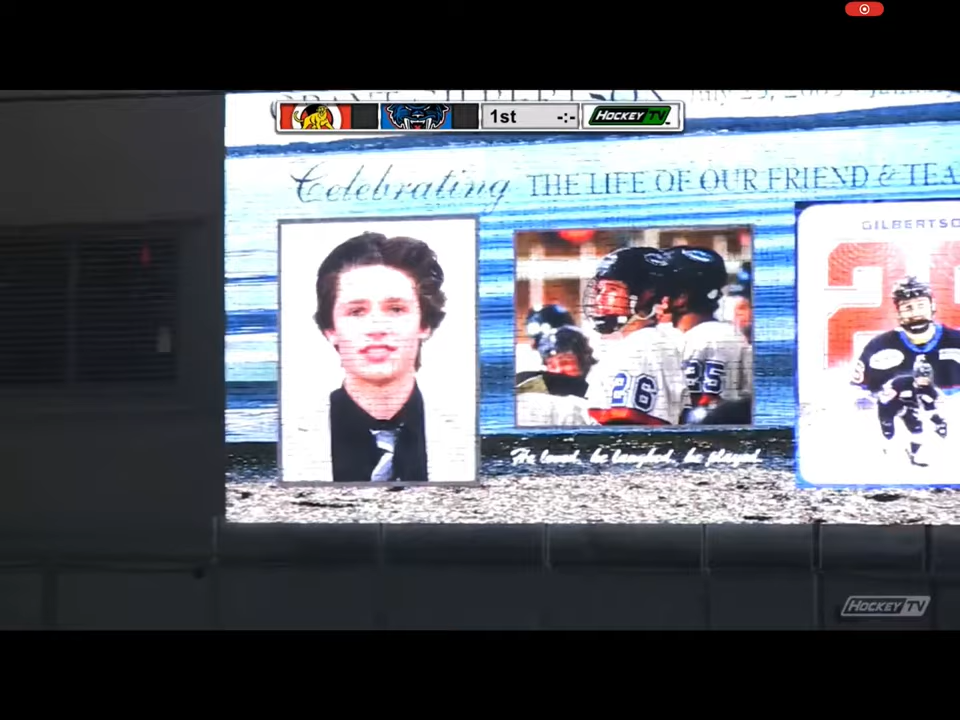 1st -:- HOCKEY TV
Celebrating THE LIFE OF OUR FRIEND & TEA
GILBERTSO
26
26 25
He loved, he laughed, he played
HOCKEY TV